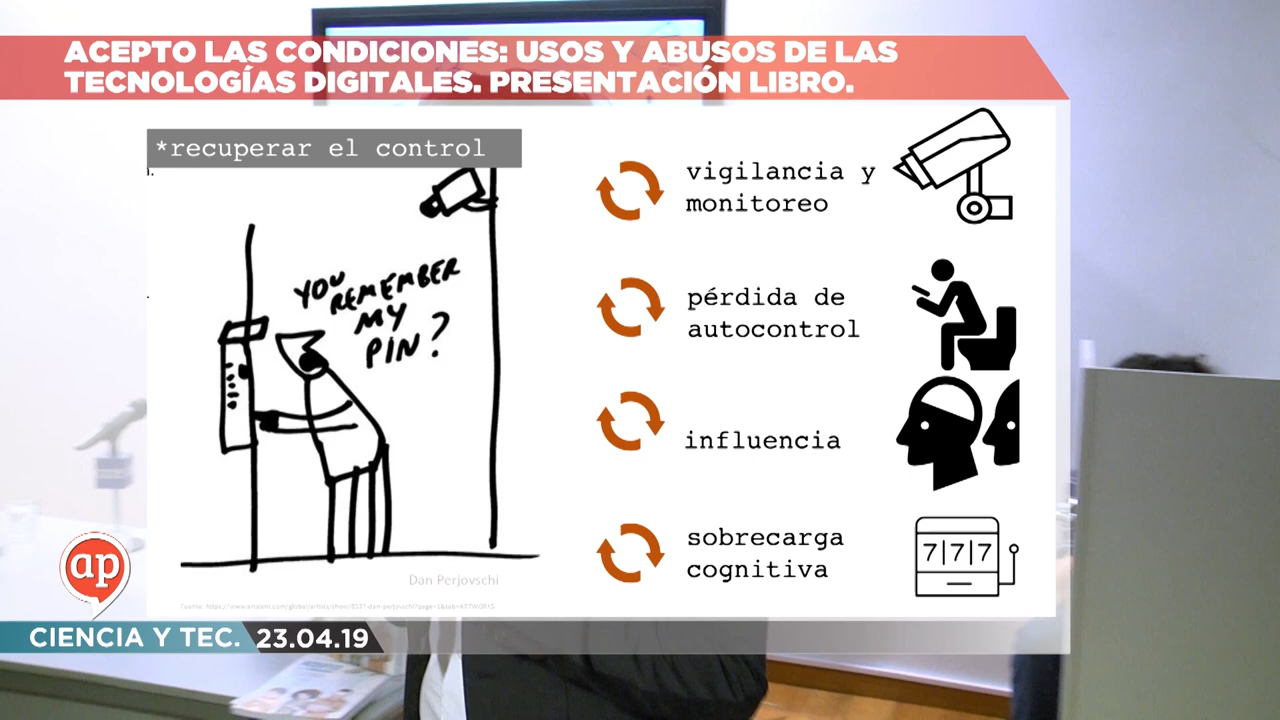 ACEPTO LAS CONDICIONES: USOS Y ABUSOS DE LAS
TECNOLOGÍAS DIGITALES. PRESENTACIÓN LIBRO.
*recuperar el control
YOU
REMEMBER
MY
PIN?
Dan Perjovschi
vigilancia y
monitoreo
pérdida de
autocontrol
influencia
sobrecarga
cognitiva
7|7|7
ap
CIENCIA Y TEC. 23.04.19